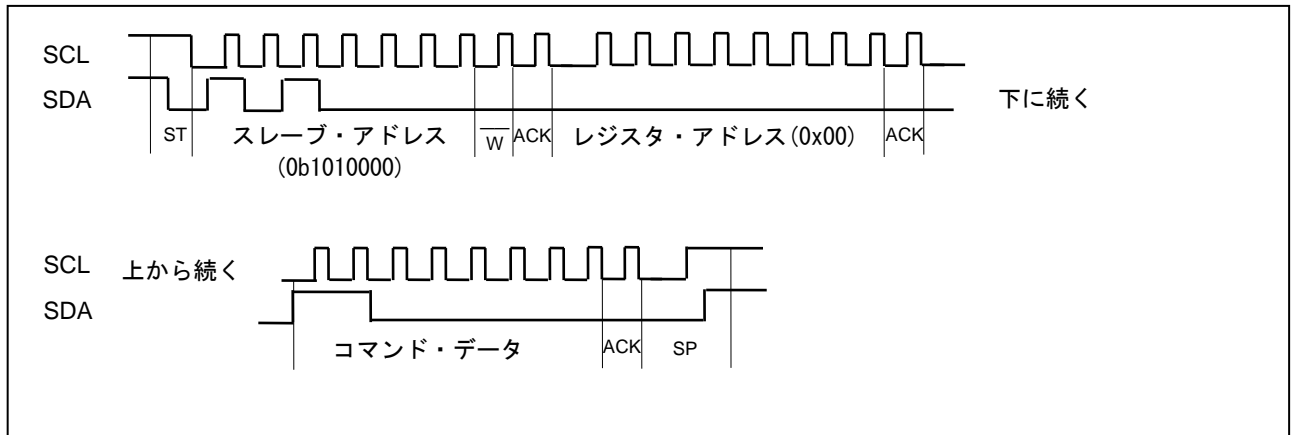 SCL
SDA
下に続く
ST スレーブ・アドレス W ACK レジスタ・アドレス(0x00) ACK
(0b1010000)
SCL 上から続く
SDA
コマンド・データ ACK SP